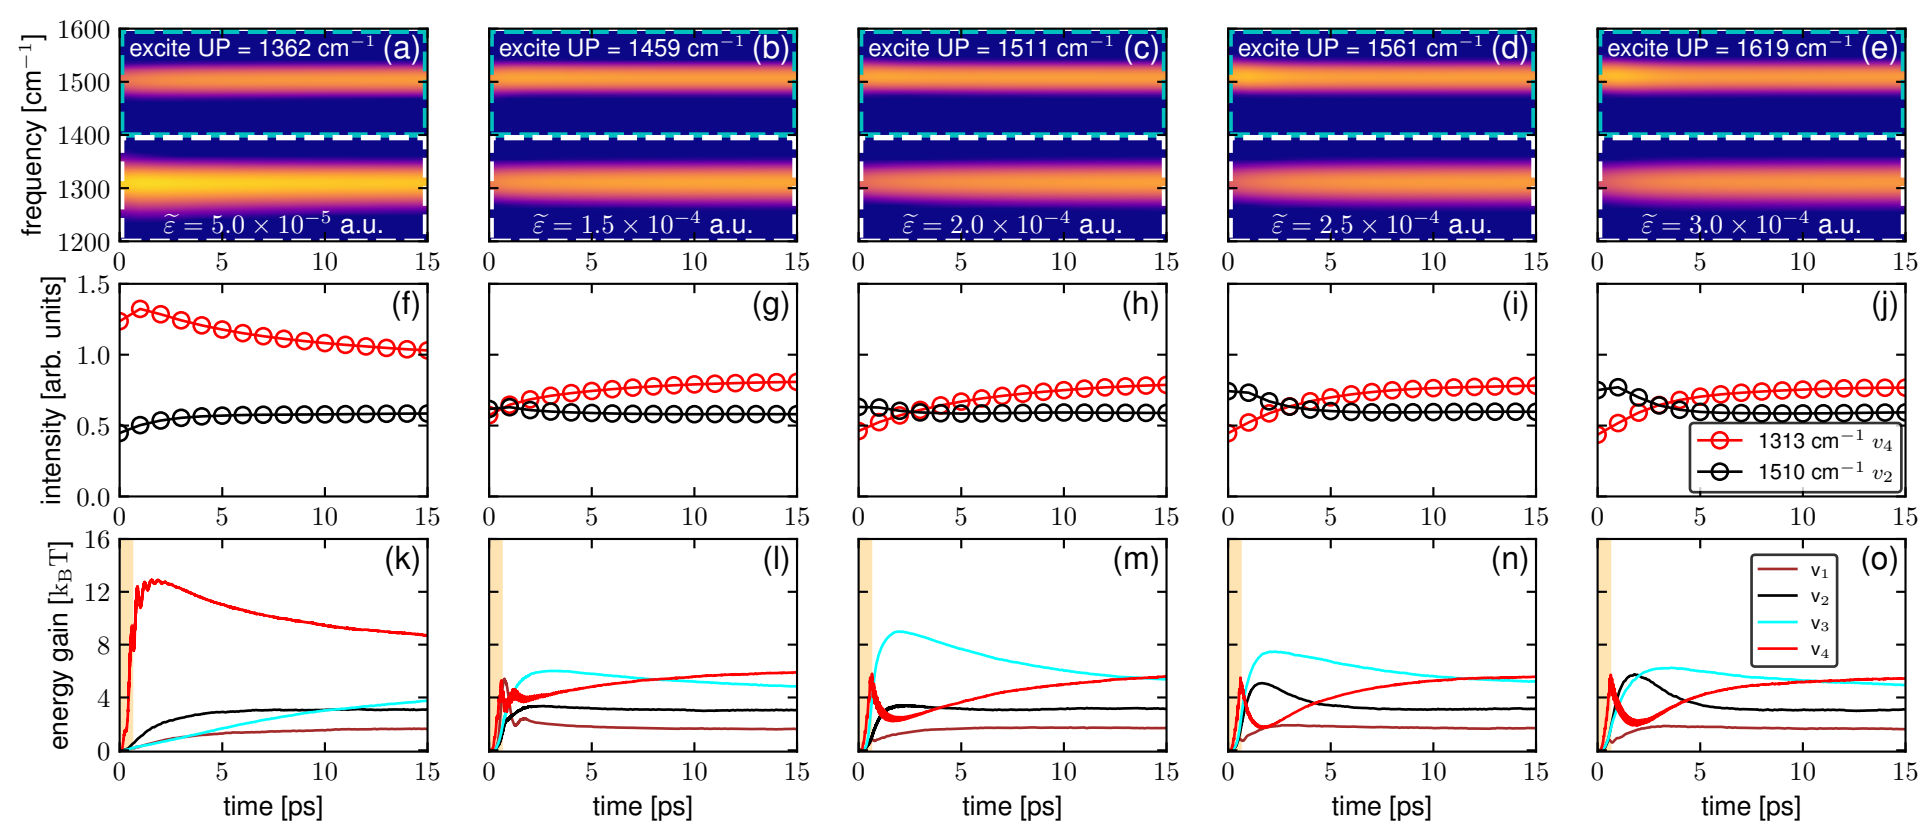 frequency [cm⁻¹]
1600
1500
1400
1300
1200
excite UP = 1362 cm⁻¹ (a)
ε̃ = 5.0 × 10⁻⁵ a.u.
0 5 10 15
excite UP = 1459 cm⁻¹ (b)
ε̃ = 1.5 × 10⁻⁴ a.u.
0 5 10 15
excite UP = 1511 cm⁻¹ (c)
ε̃ = 2.0 × 10⁻⁴ a.u.
0 5 10 15
excite UP = 1561 cm⁻¹ (d)
ε̃ = 2.5 × 10⁻⁴ a.u.
0 5 10 15
excite UP = 1619 cm⁻¹ (e)
ε̃ = 3.0 × 10⁻⁴ a.u.
0 5 10 15
intensity [arb. units]
1.5
1.0
0.5
0.0
(f)
0 5 10 15
(g)
0 5 10 15
(h)
0 5 10 15
(i)
0 5 10 15
(j)
1313 cm⁻¹ v₄
1510 cm⁻¹ v₂
0 5 10 15
energy gain [k_BT]
16
12
8
4
0
(k)
0 5 10 15
time [ps]
(l)
0 5 10 15
time [ps]
(m)
0 5 10 15
time [ps]
(n)
0 5 10 15
time [ps]
(o)
v₁
v₂
v₃
v₄
0 5 10 15
time [ps]